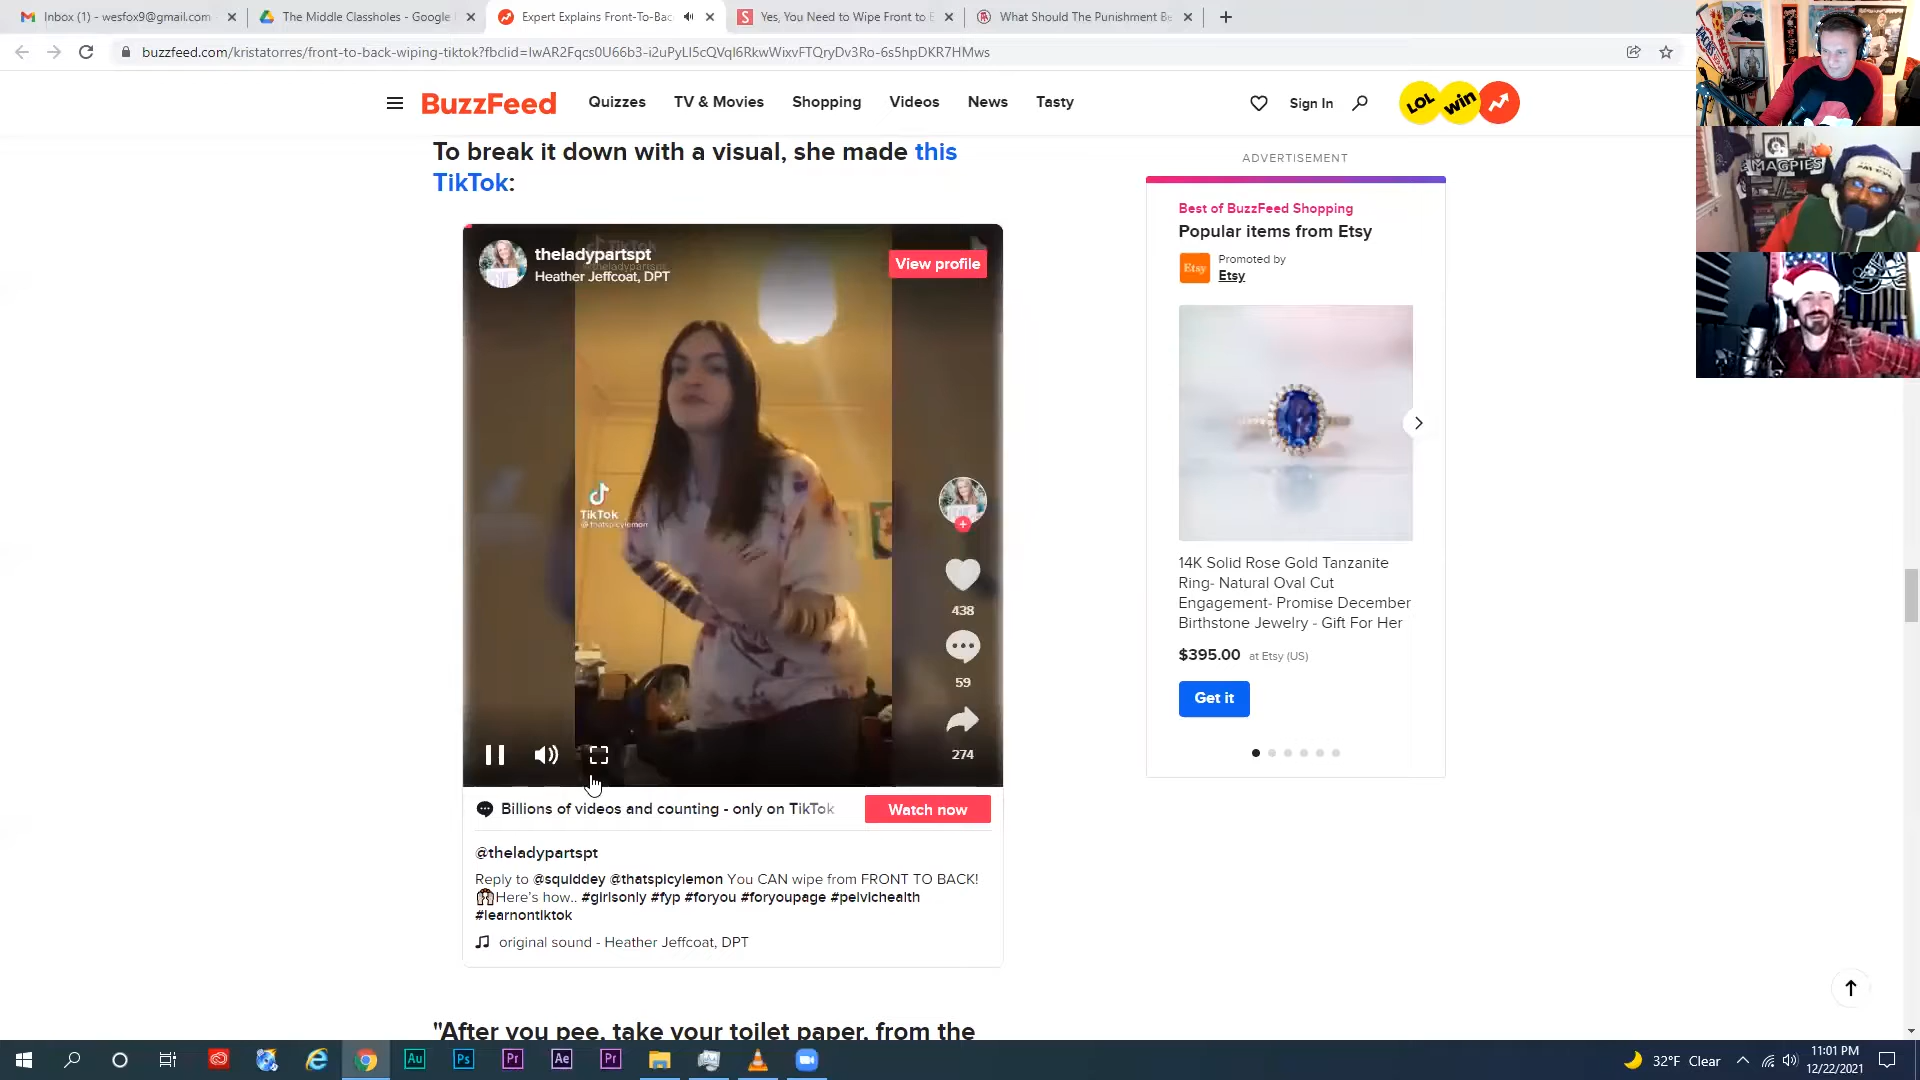 Inbox (1) - wesfox9@gmail.com
The Middle Classholes - Google
Expert Explains Front-To-Bac
Yes, You Need to Wipe Front to B
What Should The Punishment Be
buzzfeed.com/kristatorres/front-to-back-wiping-tiktok?fbclid=IwAR2Fqcs0U66b3-i2uPyLI5cQVqI6RkwWixvFTQryDv3Ro-6s5hpDKR7HMws
BuzzFeed
Quizzes
TV & Movies
Shopping
Videos
News
Tasty
Sign In
LOL
win
MAGPIES
To break it down with a visual, she made this
TikTok:
theladypartspt
Heather Jeffcoat, DPT
View profile
TikTok
@thatspicylemon
438
59
274
Billions of videos and counting - only on TikTok
Watch now
@theladypartspt
Reply to @squiddey @thatspicylemon You CAN wipe from FRONT TO BACK!
Here's how.. #girlsonly #fyp #foryou #foryoupage #pelvichealth
#learnontiktok
original sound - Heather Jeffcoat, DPT
"After you pee, take your toilet paper, from the
ADVERTISEMENT
Best of BuzzFeed Shopping
Popular items from Etsy
Etsy
Promoted by
Etsy
14K Solid Rose Gold Tanzanite
Ring- Natural Oval Cut
Engagement- Promise December
Birthstone Jewelry - Gift For Her
$395.00 at Etsy (US)
Get it
Au
Ps
Pr
Ae
Pr
32°F Clear
11:01 PM
12/22/2021